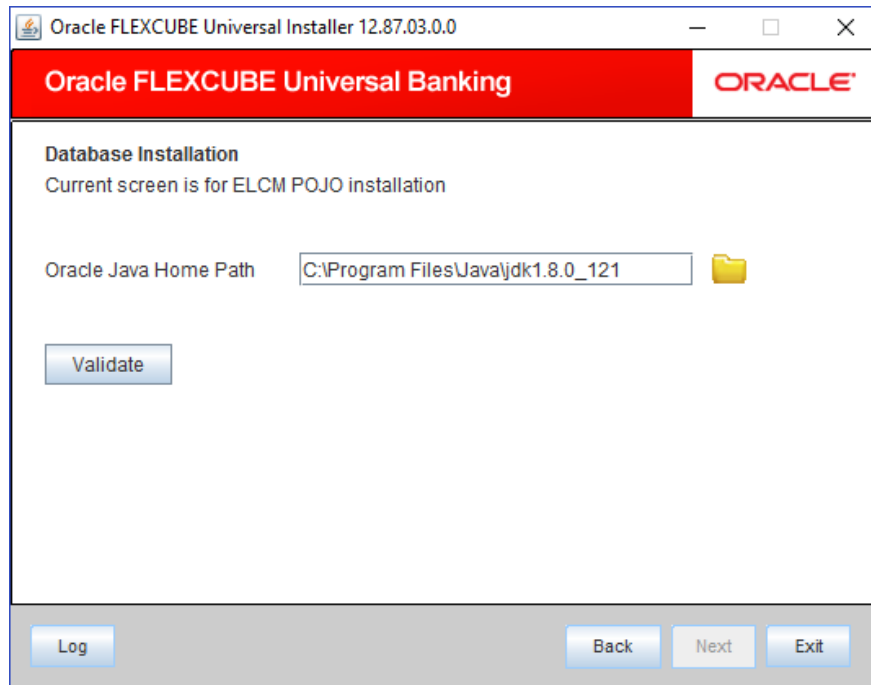 Oracle FLEXCUBE Universal Installer 12.87.03.0.0
Oracle FLEXCUBE Universal Banking
ORACLE
Database Installation
Current screen is for ELCM POJO installation
Oracle Java Home Path
C:\Program Files\Java\jdk1.8.0_121
Validate
Log
Back
Next
Exit